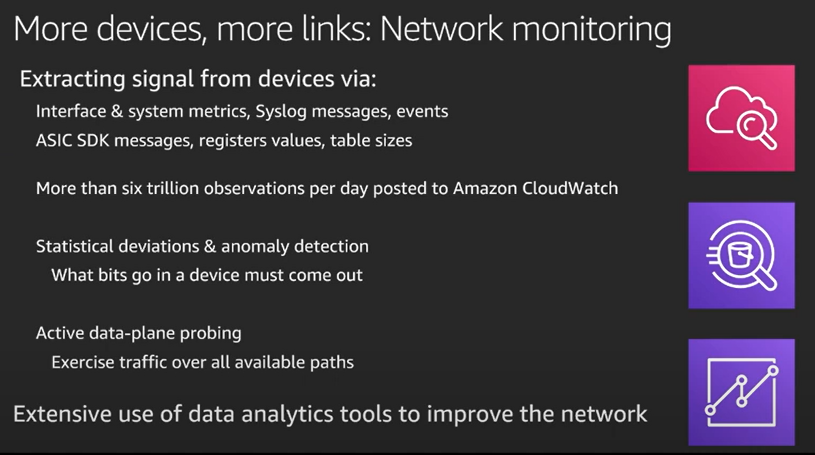 More devices, more links: Network monitoring
Extracting signal from devices via:
Interface & system metrics, Syslog messages, events
ASIC SDK messages, registers values, table sizes
More than six trillion observations per day posted to Amazon CloudWatch
Statistical deviations & anomaly detection
What bits go in a device must come out
Active data-plane probing
Exercise traffic over all available paths
Extensive use of data analytics tools to improve the network